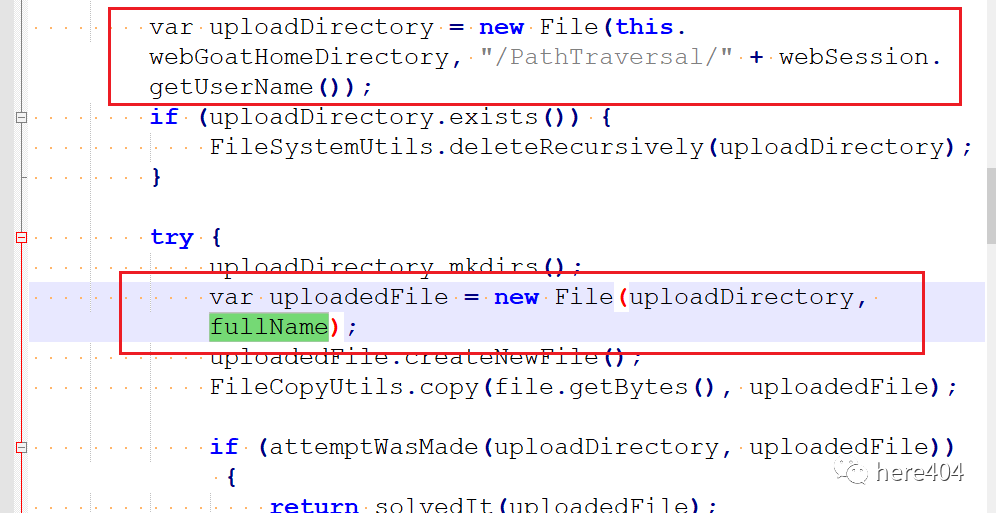 var uploadDirectory = new File(this.
webGoatHomeDirectory, "/PathTraversal/" + webSession.
getUserName());
if (uploadDirectory.exists()) {
FileSystemUtils.deleteRecursively(uploadDirectory);
}
try {
uploadDirectory.mkdirs();
var uploadedFile = new File(uploadDirectory,
fullName);
uploadedFile.createNewFile();
FileCopyUtils.copy(file.getBytes(), uploadedFile);
if (attemptWasMade(uploadDirectory, uploadedFile))
{
return solvedIt(uploadedFile);
here404